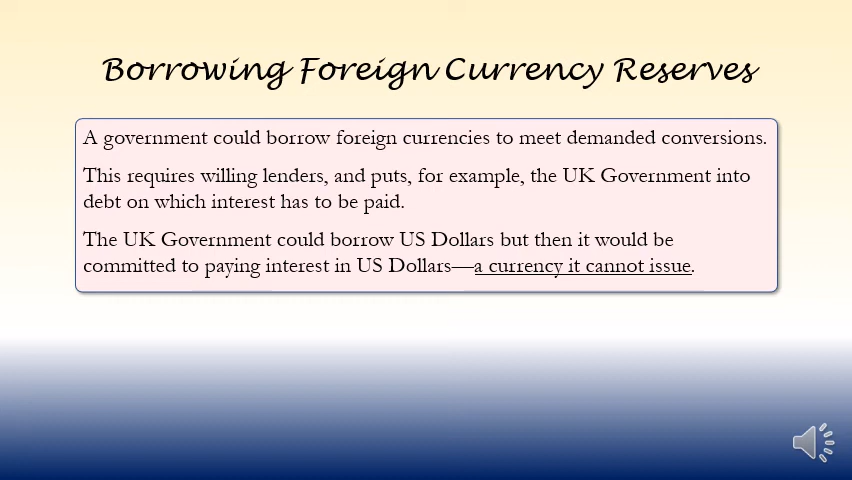 Borrowing Foreign Currency Reserves
A government could borrow foreign currencies to meet demanded conversions.
This requires willing lenders, and puts, for example, the UK Government into
debt on which interest has to be paid.
The UK Government could borrow US Dollars but then it would be
committed to paying interest in US Dollars—a currency it cannot issue.